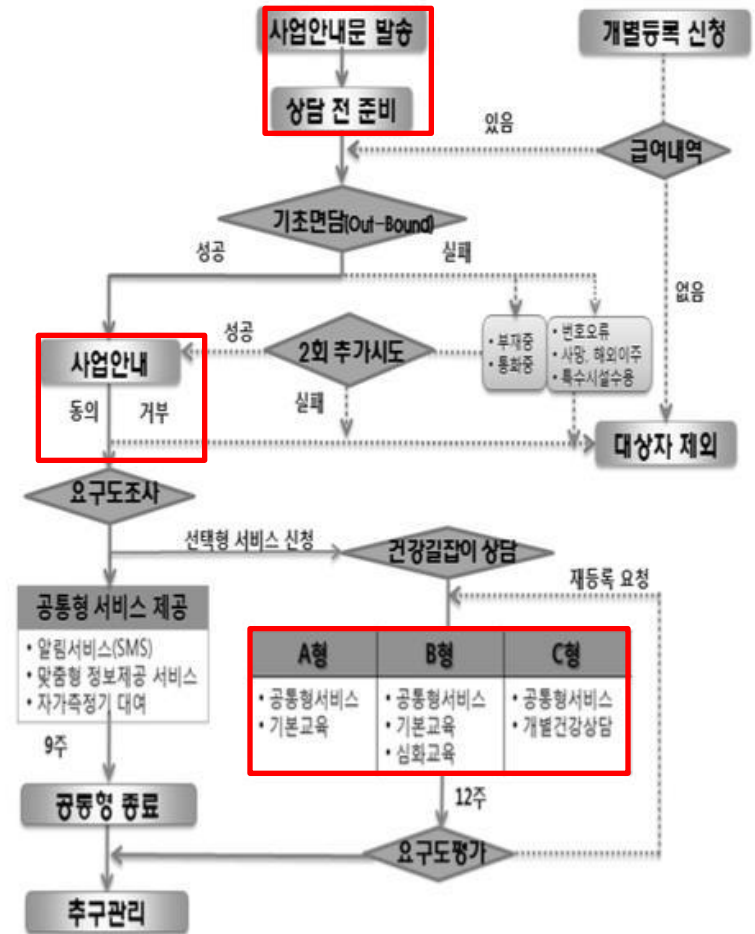 사업안내문 발송
개별등록 신청
상담 전 준비
있음
급여내역
기초면담(Out-Bound)
성공
실패
없음
사업안내
성공
2회 추가시도
• 부재중
• 통화중
• 번호오류
• 사망, 해외이주
• 특수시설수용
동의
거부
실패
대상자 제외
요구도조사
선택형 서비스 신청
건강길잡이 상담
재등록 요청
공통형 서비스 제공
• 알림서비스(SMS)
• 맞춤형 정보제공 서비스
• 자가측정기 대여
A형
• 공통형서비스
• 기본교육
B형
• 공통형서비스
• 기본교육
• 심화교육
C형
• 공통형서비스
• 개별건강상담
9주
12주
공통형 종료
요구도평가
추구관리